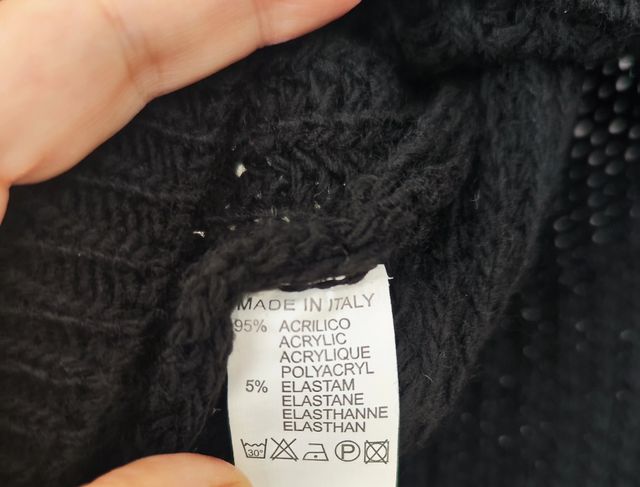 MADE IN ITALY
95% ACRILICO
ACRYLIC
ACRYLIQUE
POLYACRYL
5% ELASTAM
ELASTANE
ELASTHANNE
ELASTHAN
30° P